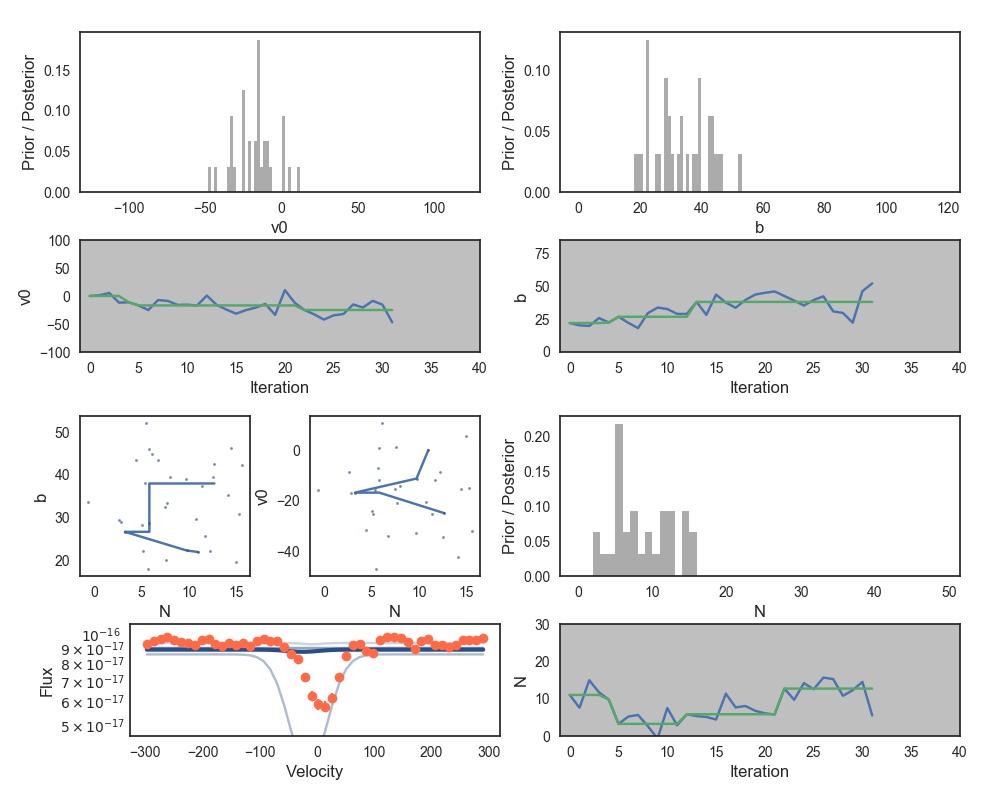 Prior / Posterior
0.15
0.10
0.05
0.00
−100 −50 0 50 100
v0
Prior / Posterior
0.10
0.05
0.00
0 20 40 60 80 100 120
b
v0
100
50
0
−50
−100
0 5 10 15 20 25 30 35 40
Iteration
b
75
50
25
0
0 5 10 15 20 25 30 35 40
Iteration
b
50
40
30
20
0 5 10 15
N
v0
0
−20
−40
0 5 10 15
N
Prior / Posterior
0.20
0.15
0.10
0.05
0.00
0 10 20 30 40 50
N
Flux
10⁻¹⁶
9 × 10⁻¹⁷
8 × 10⁻¹⁷
7 × 10⁻¹⁷
6 × 10⁻¹⁷
5 × 10⁻¹⁷
−300 −200 −100 0 100 200 300
Velocity
N
30
20
10
0
0 5 10 15 20 25 30 35 40
Iteration